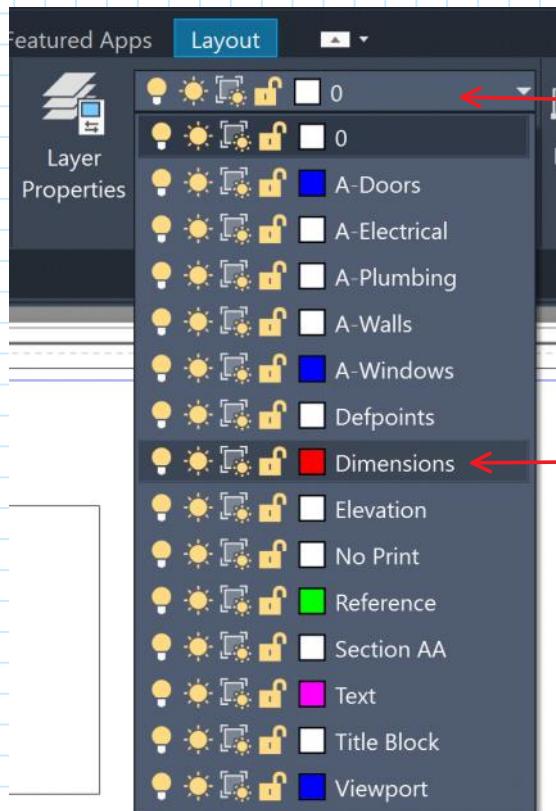 Featured Apps Layout
Layer
Properties
0
0
A-Doors
A-Electrical
A-Plumbing
A-Walls
A-Windows
Defpoints
Dimensions
Elevation
No Print
Reference
Section AA
Text
Title Block
Viewport